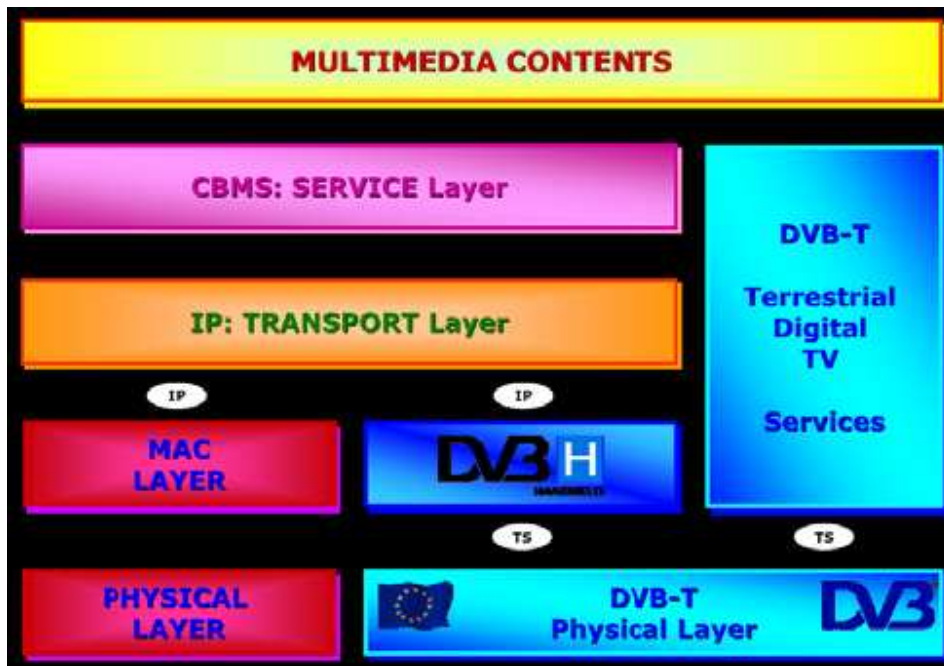 MULTIMEDIA CONTENTS
CBMS: SERVICE Layer
IP: TRANSPORT Layer
DVB-T
Terrestrial
Digital
TV
Services
IP
IP
MAC
LAYER
DVB H
HANDHELD
TS
TS
PHYSICAL
LAYER
DVB-T
Physical Layer
DVB